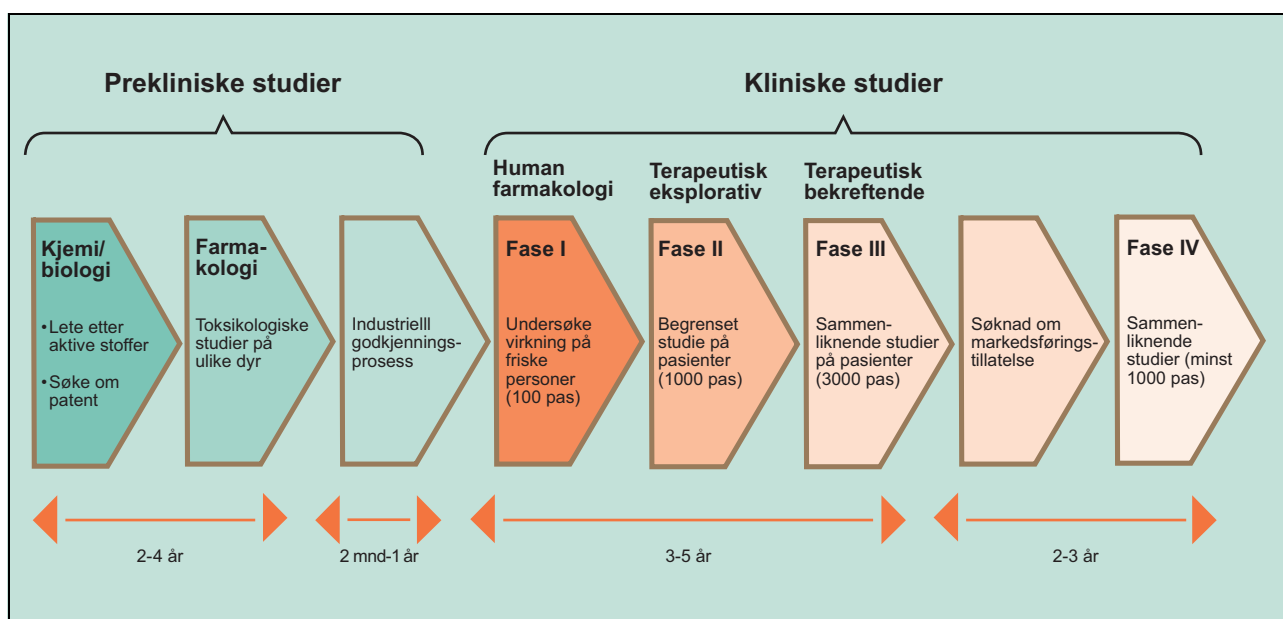 Prekliniske studier
Kliniske studier
Human
farmakologi
Terapeutisk
eksplorativ
Terapeutisk
bekreftende
Kjemi/
biologi
•Lete etter
aktive stoffer
•Søke om
patent
Farma-
kologi
Toksikologiske
studier på
ulike dyr
Industrielll
godkjennings-
prosess
Fase I
Undersøke
virkning på
friske
personer
(100 pas)
Fase II
Begrenset
studie på
pasienter
(1000 pas)
Fase III
Sammen-
liknende studier
på pasienter
(3000 pas)
Søknad om
markedsførings-
tillatelse
Fase IV
Sammen-
liknende
studier (minst
1000 pas)
2-4 år
2 mnd-1 år
3-5 år
2-3 år